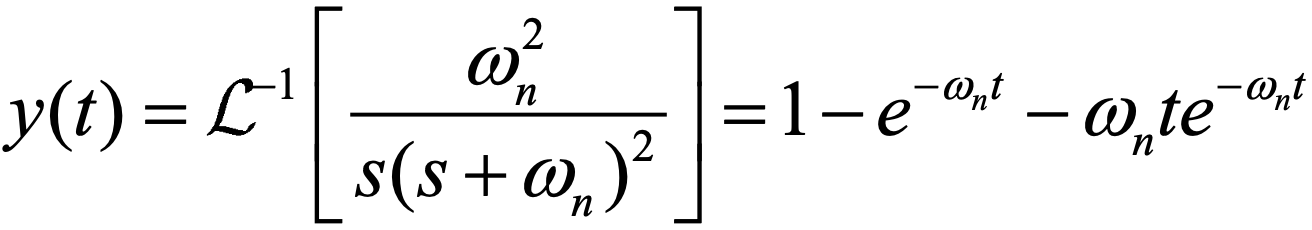 y(t) = ℒ⁻¹[ωₙ² / s(s + ωₙ)²] = 1 − e^{−ωₙt} − ωₙte^{−ωₙt}